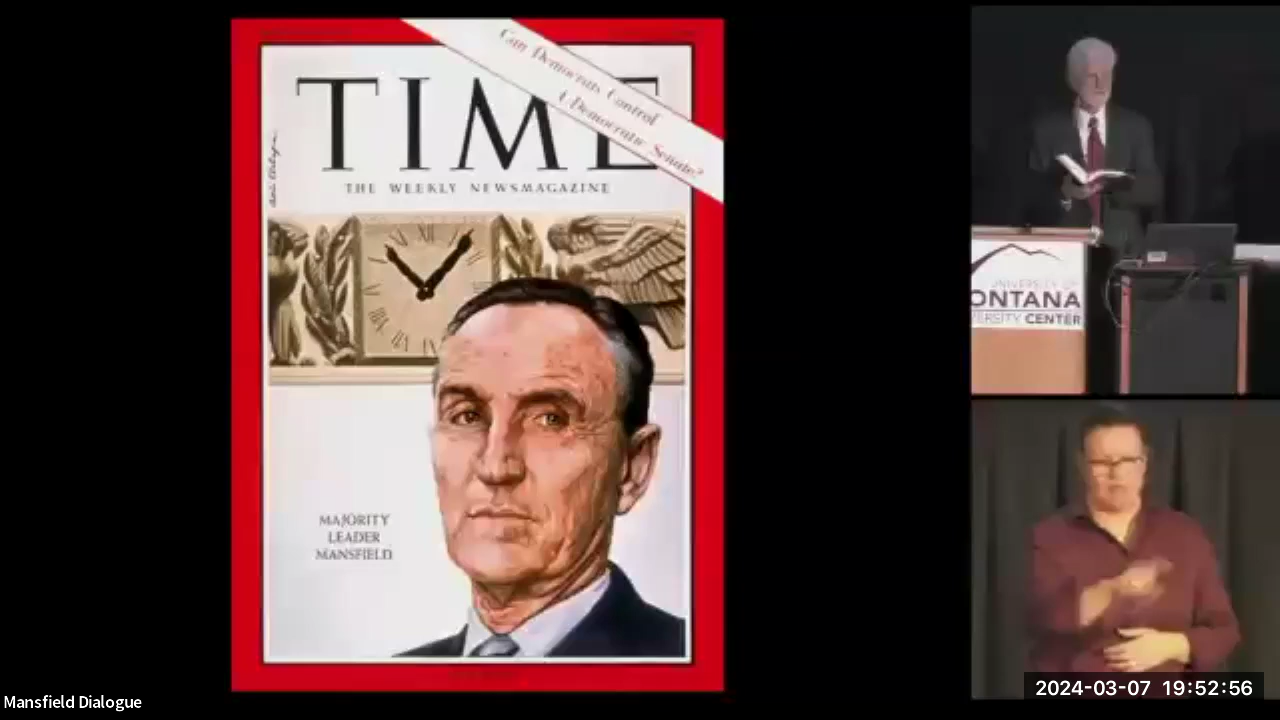 Can Democrats Control
a Democratic Senate?
TIME
THE WEEKLY NEWSMAGAZINE
MAJORITY
LEADER
MANSFIELD
UNIVERSITY OF
ONTANA
ERSITY CENTER
Mansfield Dialogue
2024-03-07 19:52:56